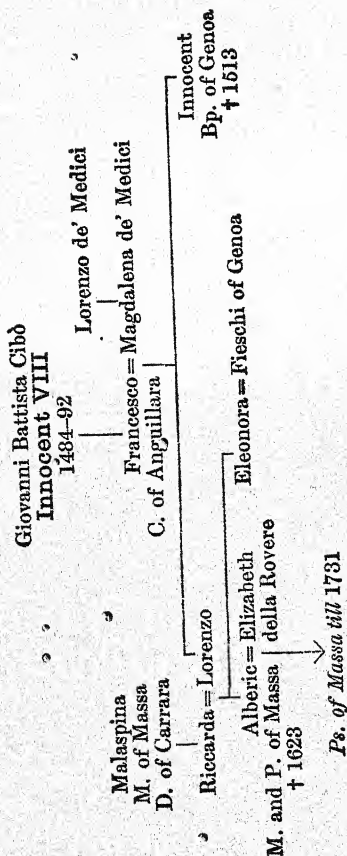 Giovanni Battista Cibò
Innocent VIII
1484–92
Lorenzo de' Medici
Francesco = Magdalena de' Medici
C. of Anguillara
Malaspina
M. of Massa
D. of Carrara
Riccarda = Lorenzo
Innocent
Bp. of Genoa
† 1513
Alberic = Elizabeth
M. and P. of Massa
della Rovere
† 1623
Eleonora = Fieschi of Genoa
Ps. of Massa till 1731